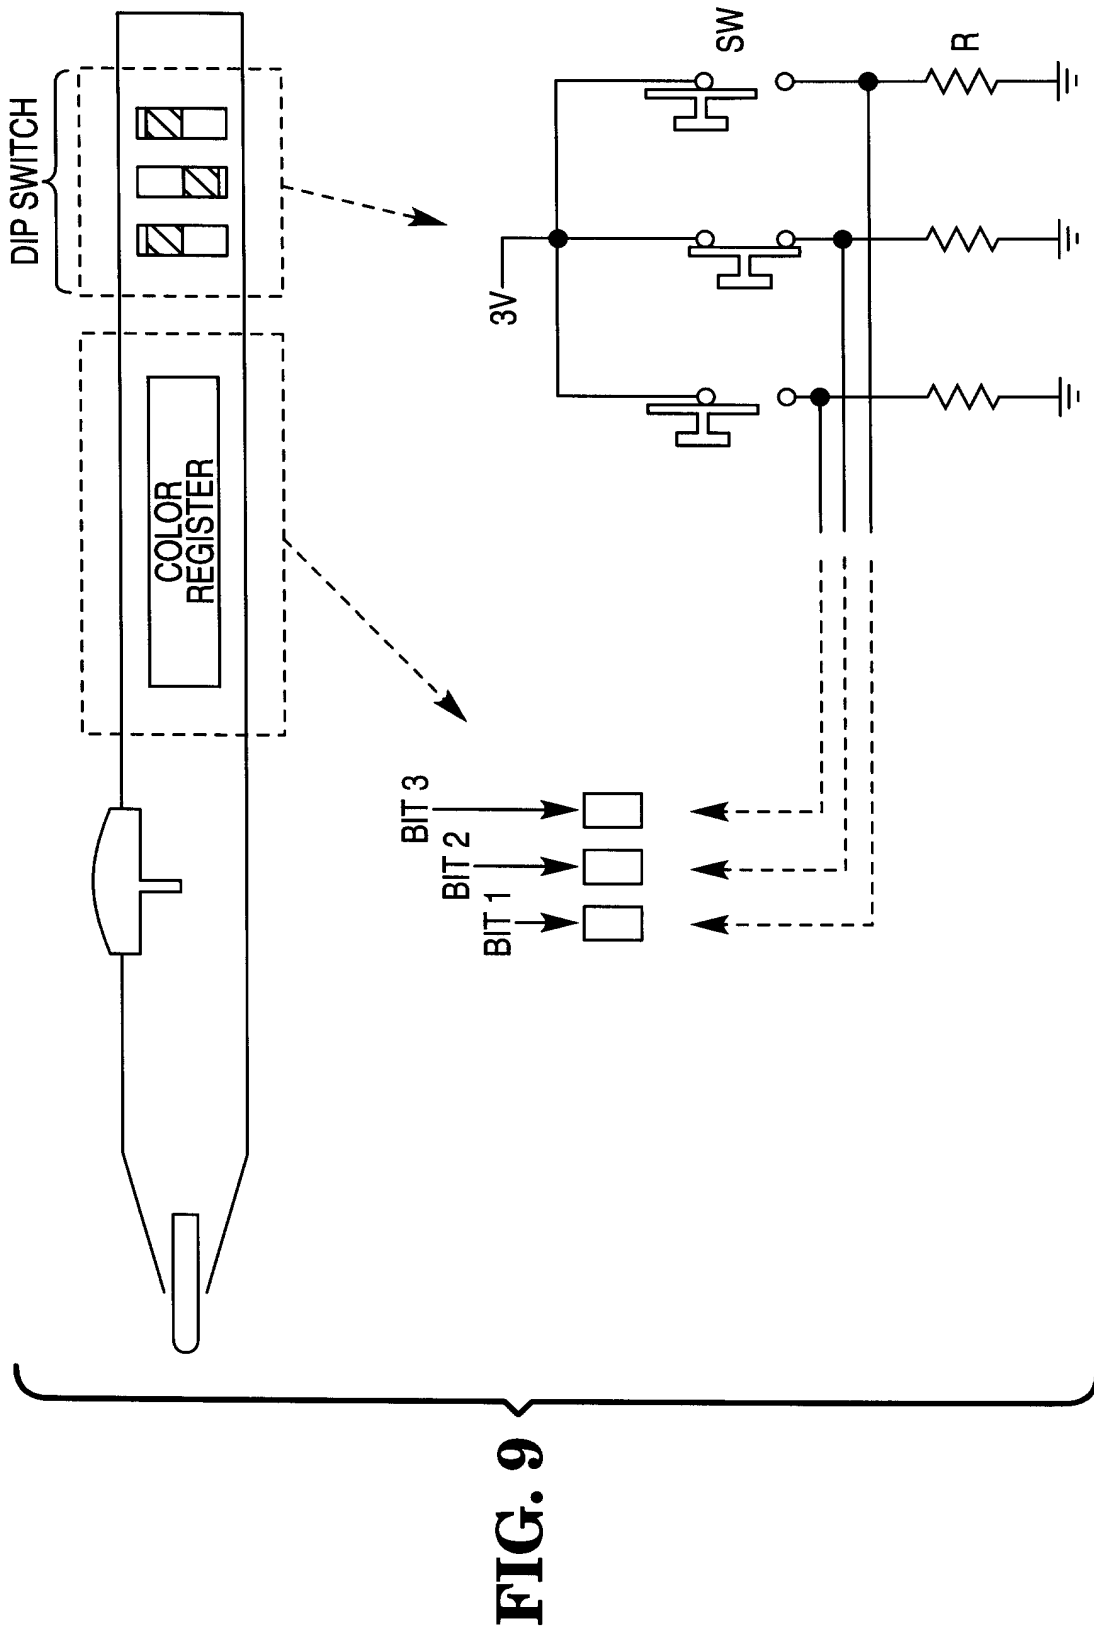 DIP SWITCH
COLOR
REGISTER
BIT 3
BIT 2
BIT 1
3V
SW
R
FIG. 9